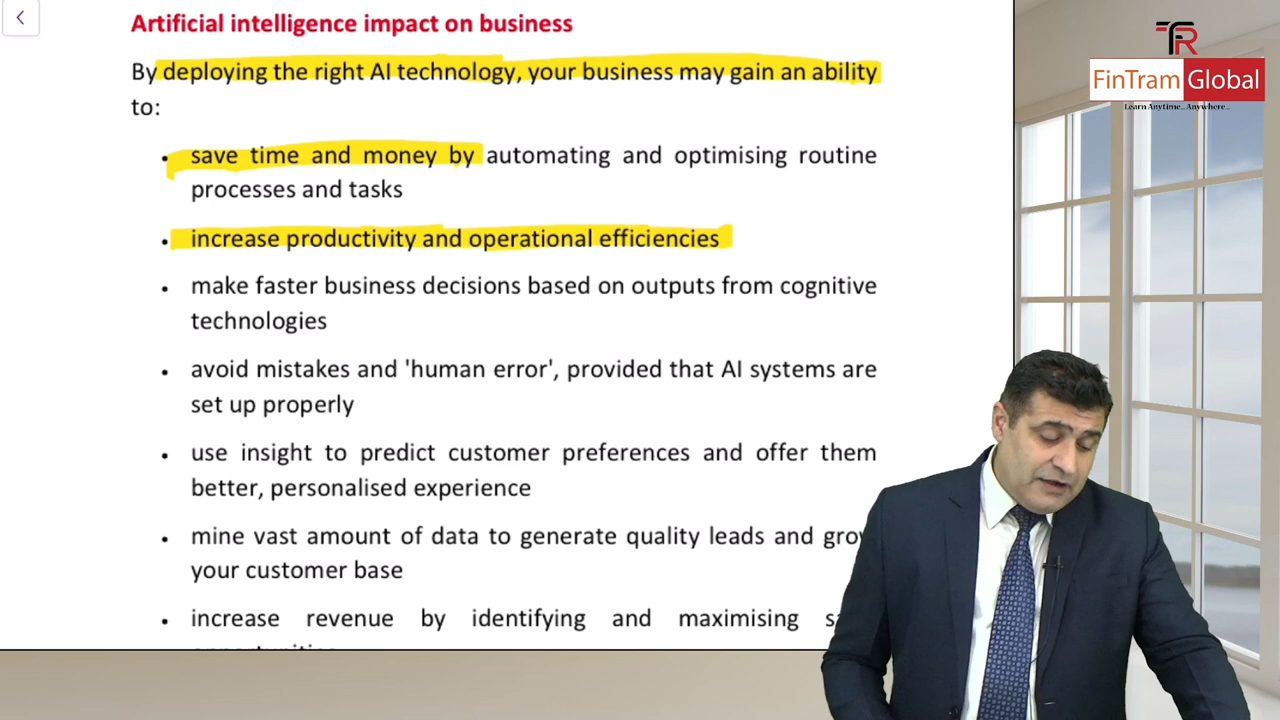 Artificial intelligence impact on business
By deploying the right AI technology, your business may gain an ability
to:
• save time and money by automating and optimising routine
processes and tasks
• increase productivity and operational efficiencies
• make faster business decisions based on outputs from cognitive
technologies
• avoid mistakes and 'human error', provided that AI systems are
set up properly
• use insight to predict customer preferences and offer them
better, personalised experience
• mine vast amount of data to generate quality leads and
your customer base
• increase revenue by identifying and maximising
FinTram Global
Learn Anytime.. Anywhere..